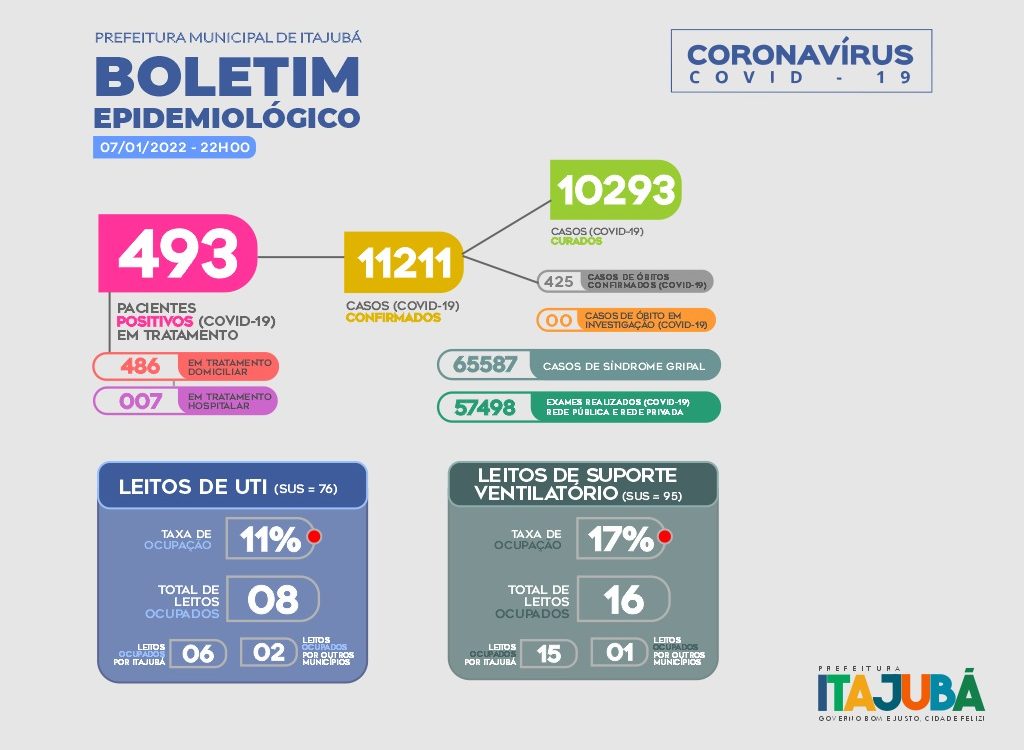 PREFEITURA MUNICIPAL DE ITAJUBÁ
BOLETIM
EPIDEMIOLÓGICO
07/01/2022 - 22H00
CORONAVÍRUS
COVID - 19
493
PACIENTES
POSITIVOS (COVID-19)
EM TRATAMENTO
486
EM TRATAMENTO
DOMICILIAR
007
EM TRATAMENTO
HOSPITALAR
11211
CASOS (COVID-19)
CONFIRMADOS
10293
CASOS (COVID-19)
CURADOS
425
CASOS DE ÓBITOS
CONFIRMADOS (COVID-19)
00
CASOS DE ÓBITO EM
INVESTIGAÇÃO (COVID-19)
65587
CASOS DE SÍNDROME GRIPAL
57498
EXAMES REALIZADOS (COVID-19)
REDE PÚBLICA E REDE PRIVADA
LEITOS DE UTI (SUS = 76)
TAXA DE
OCUPAÇÃO
11%
TOTAL DE
LEITOS
OCUPADOS
08
LEITOS
OCUPADOS
POR ITAJUBÁ
06
02
LEITOS
OCUPADOS
POR OUTROS
MUNICÍPIOS
LEITOS DE SUPORTE
VENTILATÓRIO (SUS = 95)
TAXA DE
OCUPAÇÃO
17%
TOTAL DE
LEITOS
OCUPADOS
16
LEITOS
OCUPADOS
POR ITAJUBÁ
15
01
LEITOS
OCUPADOS
POR OUTROS
MUNICÍPIOS
PREFEITURA
ITAJUBÁ
GOVERNO BOM E JUSTO, CIDADE FELIZ!